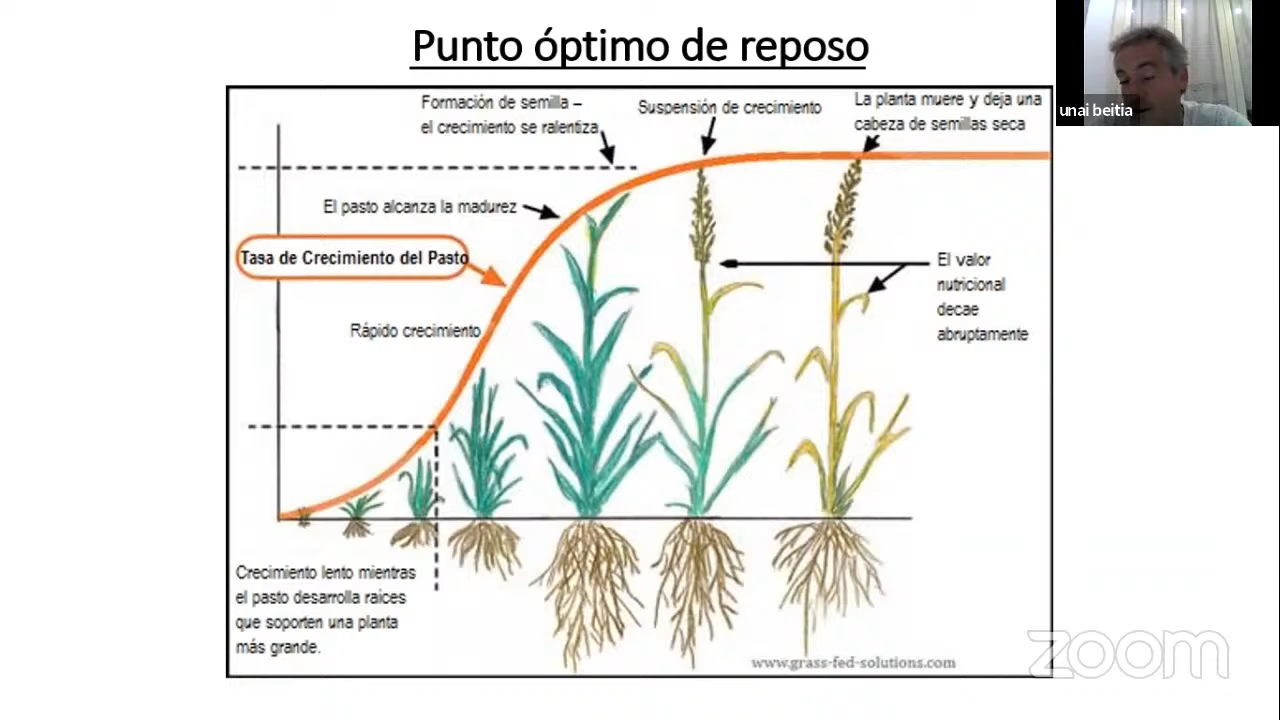 Punto óptimo de reposo
unai beitia
Formación de semilla –
el crecimiento se ralentiza
Suspensión de crecimiento
La planta muere y deja una
cabeza de semillas seca
El pasto alcanza la madurez
Tasa de Crecimiento del Pasto
Rápido crecimiento
El valor
nutricional
decae
abruptamente
Crecimiento lento mientras
el pasto desarrolla raices
que soporten una planta
más grande.
www.grass-fed-solutions.com
zoom